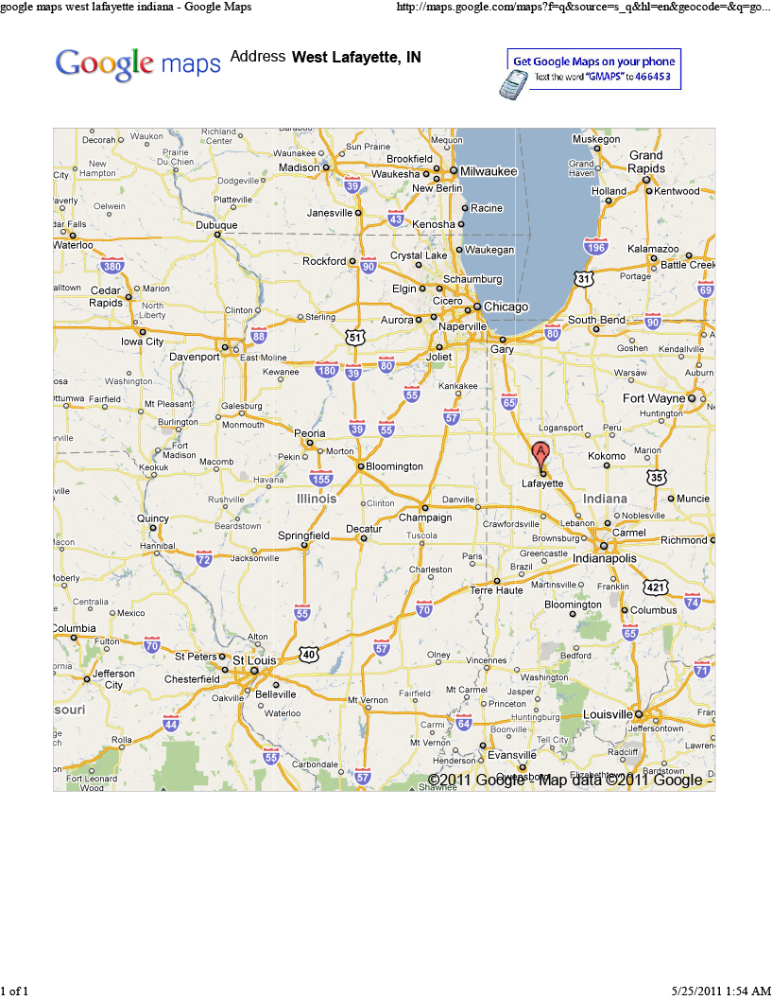 google maps west lafayette indiana - Google Maps
http://maps.google.com/maps?f=q&source=s_q&hl=en&geocode=&q=go...
Google maps
Address West Lafayette, IN
Get Google Maps on your phone
Text the word "GMAPS" to 466453
Decorah
Waukon
Richland
Center
Prairie
Du Chien
Waunakee
Sun Prairie
Mequon
Muskegon
City
New
Hampton
Madison
Brookfield
Waukesha
Milwaukee
Grand
Haven
Grand
Rapids
Dodgeville
39
New Berlin
Holland
Kentwood
averly
Oelwein
Platteville
Janesville
43
Racine
dar Falls
Dubuque
Kenosha
Waterloo
Waukegan
196
Kalamazoo
380
Rockford
90
Crystal Lake
Battle Creek
Portage
31
69
alltown
Cedar
Rapids
Marion
Elgin
Schaumburg
North
Liberty
Clinton
Sterling
Cicero
Chicago
Aurora
Naperville
South Bend
90
Iowa City
88
51
80
Gary
Davenport
East Moline
Joliet
Goshen
Kendallville
Kewanee
180
39
80
Washington
Warsaw
Auburn
osa
55
Kankakee
65
Fort Wayne
Ottumwa
Fairfield
Mt Pleasant
Galesburg
57
Huntington
Burlington
Monmouth
39
55
Logansport
Peru
erville
Peoria
Fort
Madison
Macomb
Pekin
Morton
A
Kokomo
Marion
Keokuk
Bloomington
Havana
155
Lafayette
35
ville
Rushville
Illinois
Clinton
Danville
Indiana
Muncie
Quincy
Beardstown
Champaign
Crawfordsville
Lebanon
Noblesville
Decatur
Carmel
Springfield
Tuscola
Brownsburg
Richmond
Hannibal
acon
72
Jacksonville
Paris
Greencastle
Indianapolis
Charleston
Brazil
Moberly
Terre Haute
Martinsville
Franklin
421
Centralia
Mexico
55
70
Bloomington
Columbus
74
Columbia
65
Fulton
70
Alton
57
St Peters
St Louis
40
Olney
Vincennes
Bedford
Jefferson
City
Chesterfield
Washington
71
Oakville
Belleville
Mt Vernon
Fairfield
Mt Carmel
Jasper
souri
Waterloo
Princeton
Louisville
44
Carmi
64
Huntingburg
Jeffersontown
Boonville
Rolla
Mt Vernon
Tell City
55
Evansville
Radcliff
Henderson
Carbondale
Fort Leonard
Wood
57
Owensboro
Elizabethtown
Bardstown
Shawnee
©2011 Google - Map data ©2011 Google -
1 of 1
5/25/2011 1:54 AM